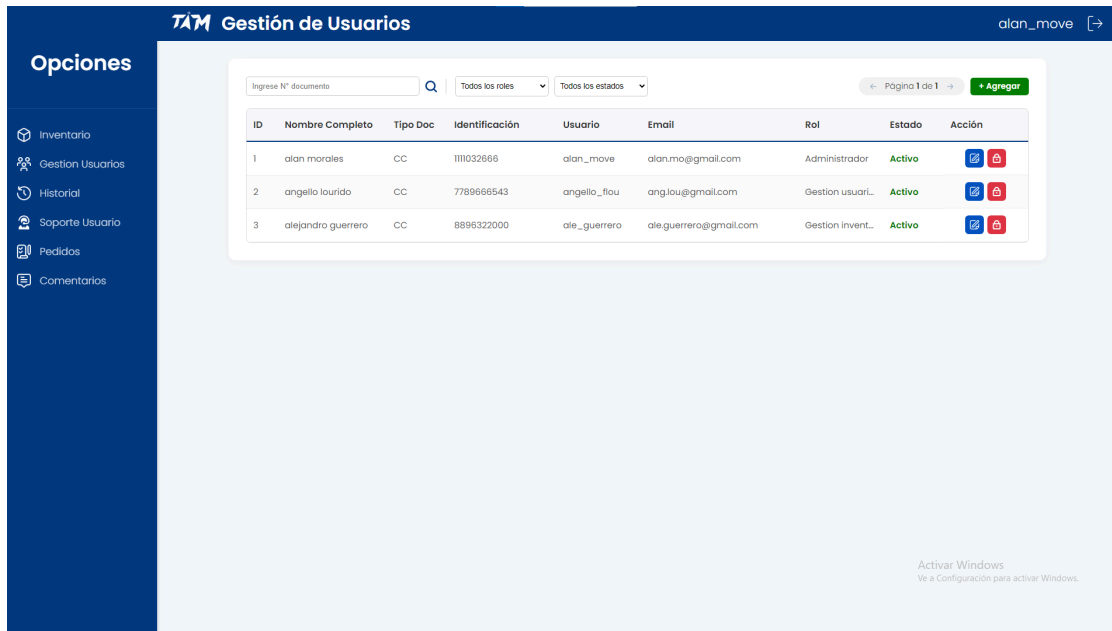 TAM Gestión de Usuarios alan_move
Opciones
Inventario
Gestion Usuarios
Historial
Soporte Usuario
Pedidos
Comentarios
Ingrese N° documento Todos los roles Todos los estados ← Página 1 de 1 → + Agregar
ID Nombre Completo Tipo Doc Identificación Usuario Email Rol Estado Acción
1 alan morales CC 1111032666 alan_move alan.mo@gmail.com Administrador Activo
2 angello lourido CC 7789666543 angello_flou ang.lou@gmail.com Gestion usuari... Activo
3 alejandro guerrero CC 8896322000 ale_guerrero ale.guerrero@gmail.com Gestion invent... Activo
Activar Windows
Ve a Configuración para activar Windows.